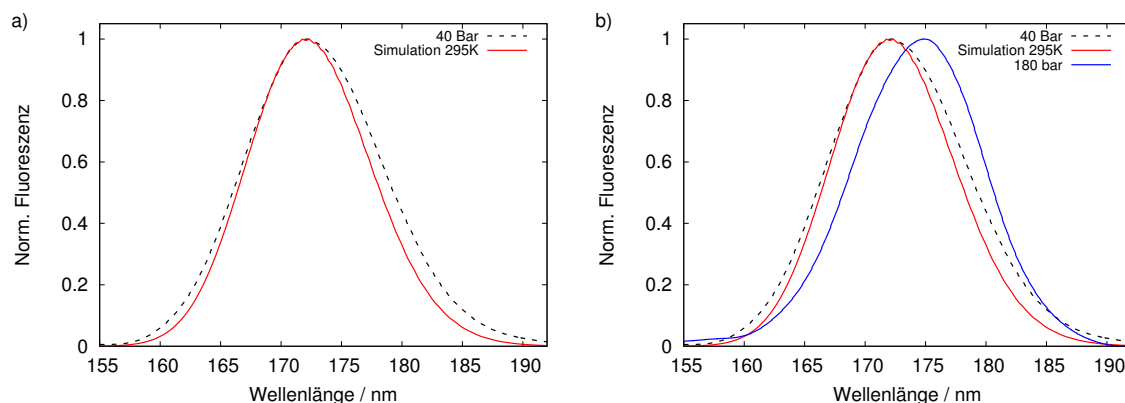 a)
40 Bar
Simulation 295K
Norm. Fluoreszenz
1
0.8
0.6
0.4
0.2
0
155 160 165 170 175 180 185 190
Wellenlänge / nm
b)
40 Bar
Simulation 295K
180 bar
Norm. Fluoreszenz
1
0.8
0.6
0.4
0.2
0
155 160 165 170 175 180 185 190
Wellenlänge / nm